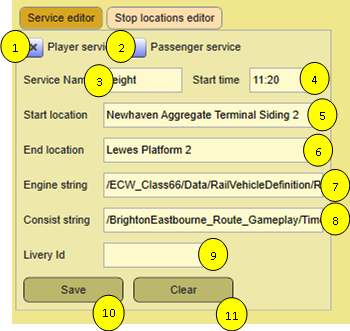 Service editor Stop locations editor
1 Player servi 2 Passenger service
Service Nam 3 eight Start time 11:20 4
Start location Newhaven Aggregate Terminal Siding 2 5
End location Lewes Platform 2 6
Engine string /ECW_Class66/Data/RailVehicleDefinition/R 7
Consist string /BrightonEastbourne_Route_Gameplay/Tim 8
Livery Id 9
Save Clear
10 11